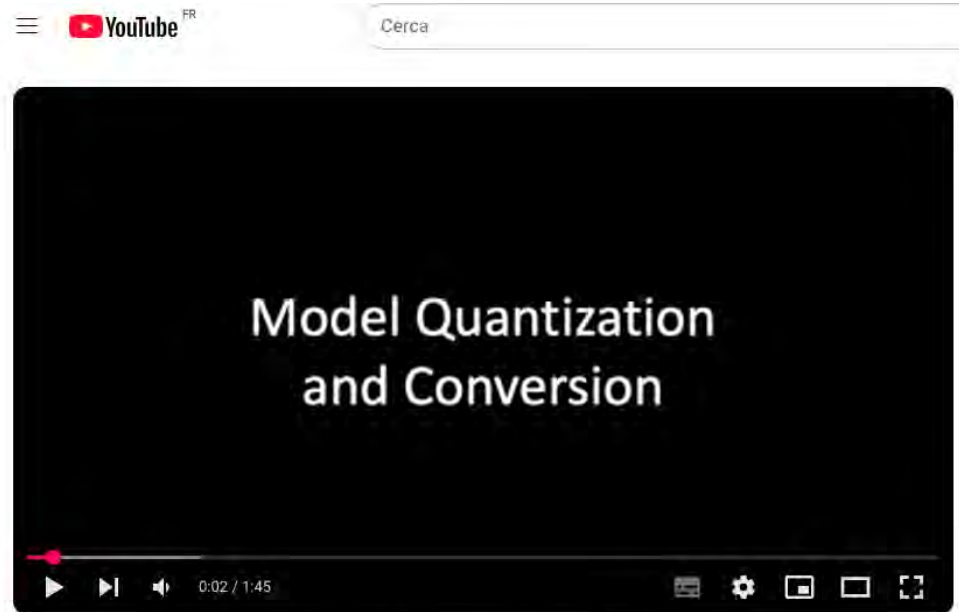 YouTube FR
Cerca
Model Quantization
and Conversion
0:02 / 1:45